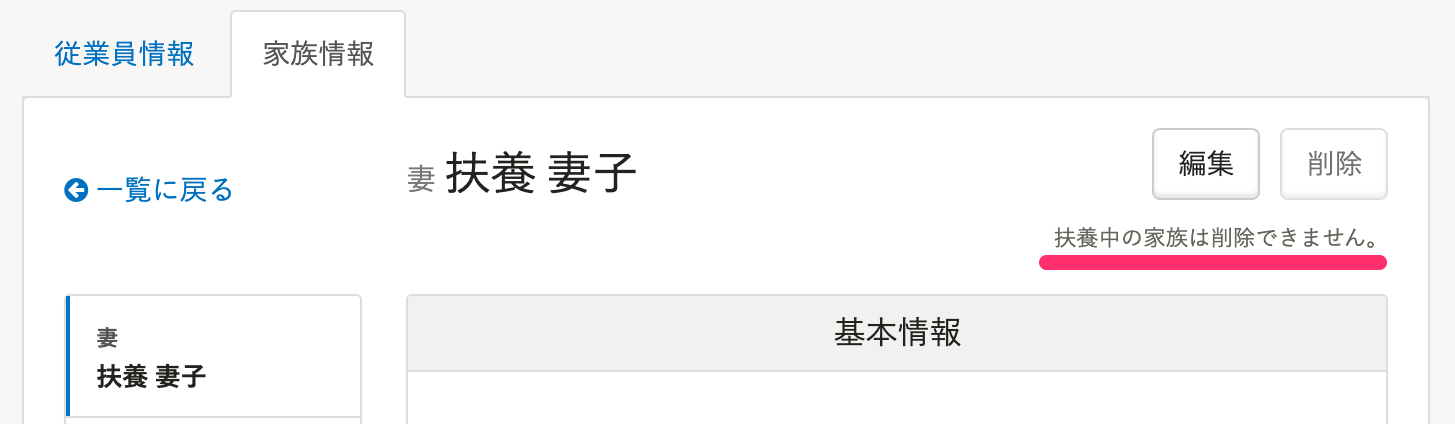 従業員情報
家族情報
一覧に戻る
妻 扶養 妻子
編集
削除
扶養中の家族は削除できません。
妻
扶養 妻子
基本情報